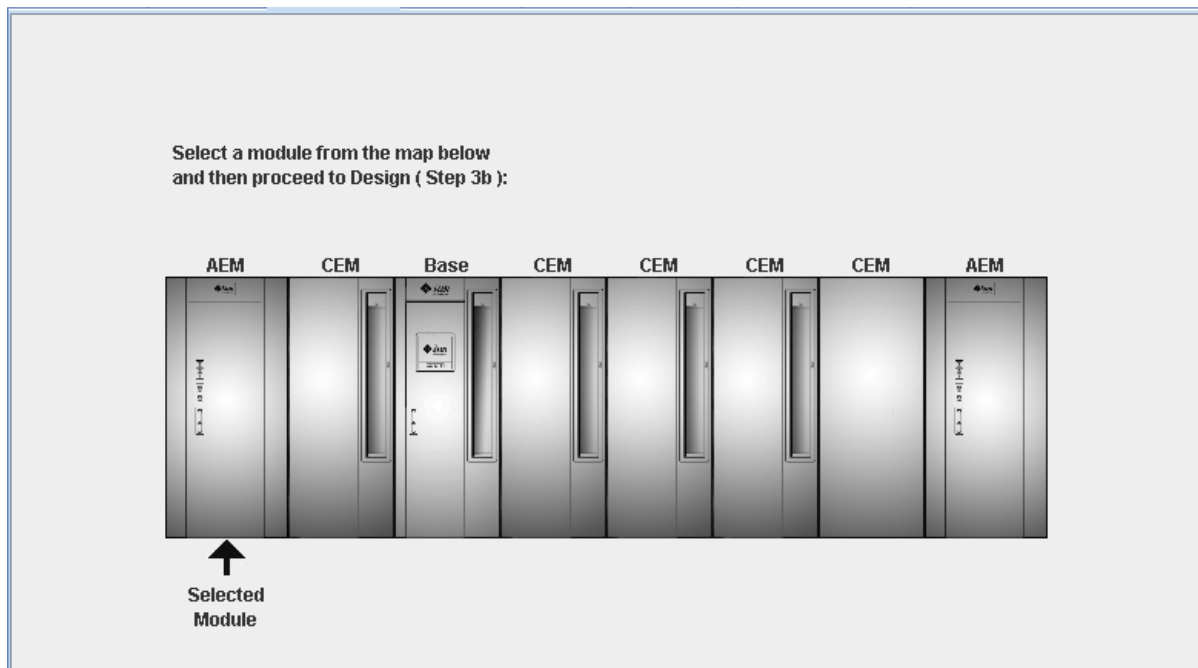 Select a module from the map below
and then proceed to Design ( Step 3b ):
AEM CEM Base CEM CEM CEM CEM AEM
Selected
Module